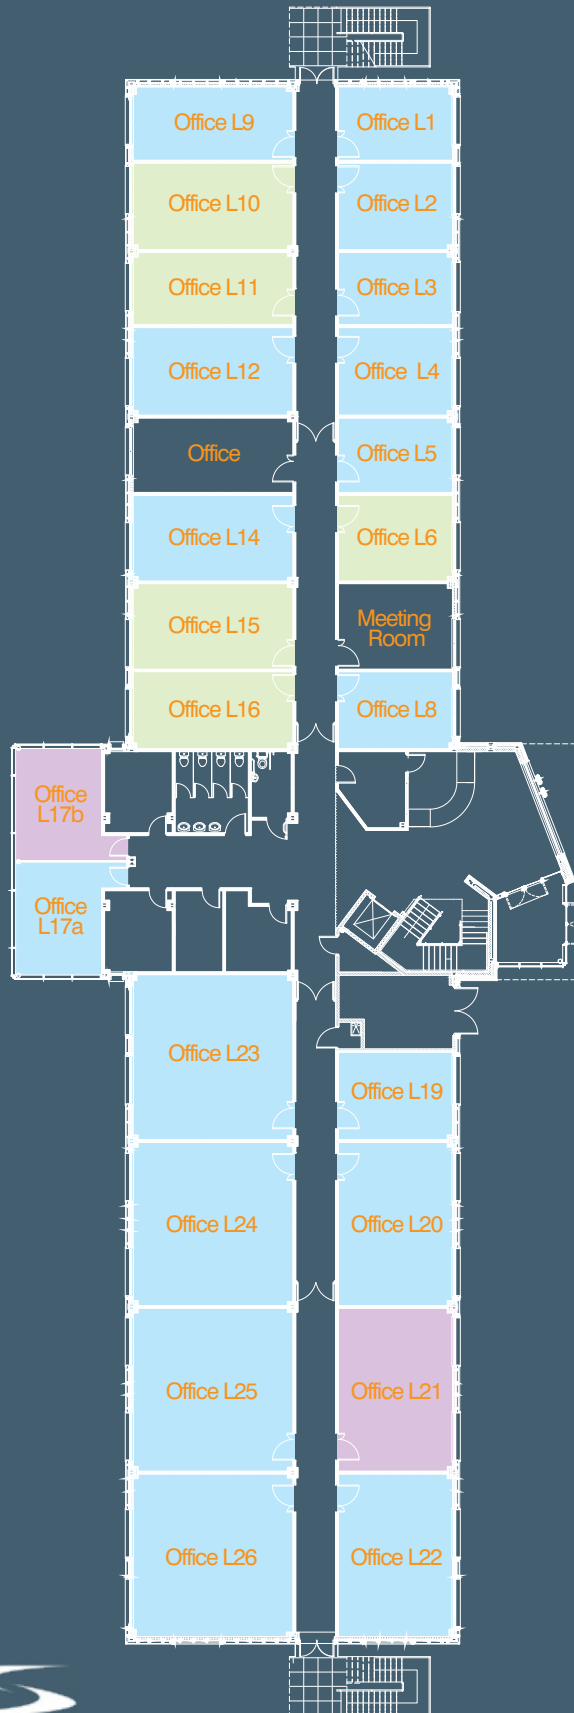 Office L9
Office L1
Office L10
Office L2
Office L11
Office L3
Office L12
Office  L4
Office
Office L5
Office L14
Office L6
Office L15
Meeting
Room
Office L16
Office L8
Office
L17b
Office
L17a
Office L23
Office L19
Office L24
Office L20
Office L25
Office L21
Office L26
Office L22